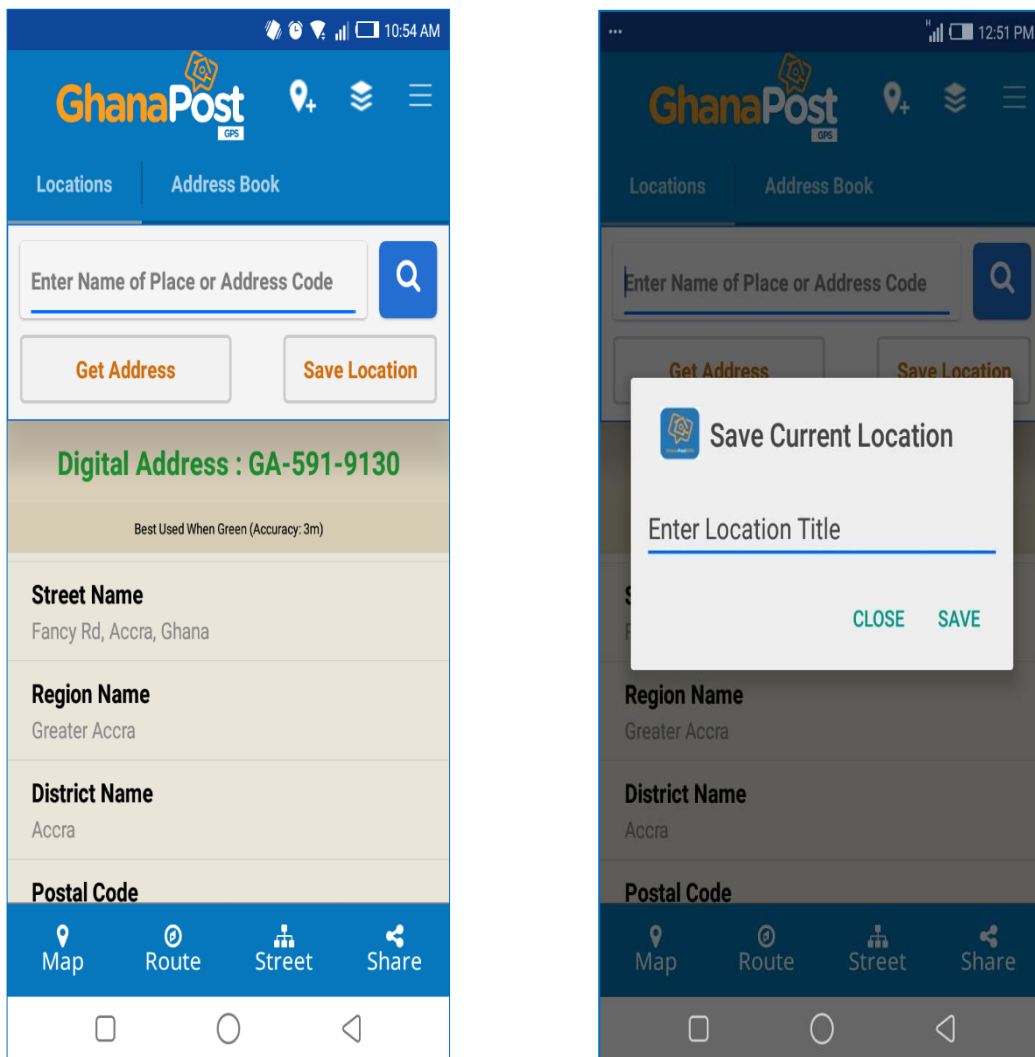 10:54 AM
GhanaPost
GPS
Locations Address Book
Enter Name of Place or Address Code
Get Address Save Location
Digital Address : GA-591-9130
Best Used When Green (Accuracy: 3m)
Street Name
Fancy Rd, Accra, Ghana
Region Name
Greater Accra
District Name
Accra
Postal Code
Map Route Street Share
H 12:51 PM
GhanaPost
GPS
Locations Address Book
Enter Name of Place or Address Code
Get Address Save Location
Save Current Location
Enter Location Title
CLOSE SAVE
Region Name
Greater Accra
District Name
Accra
Postal Code
Map Route Street Share